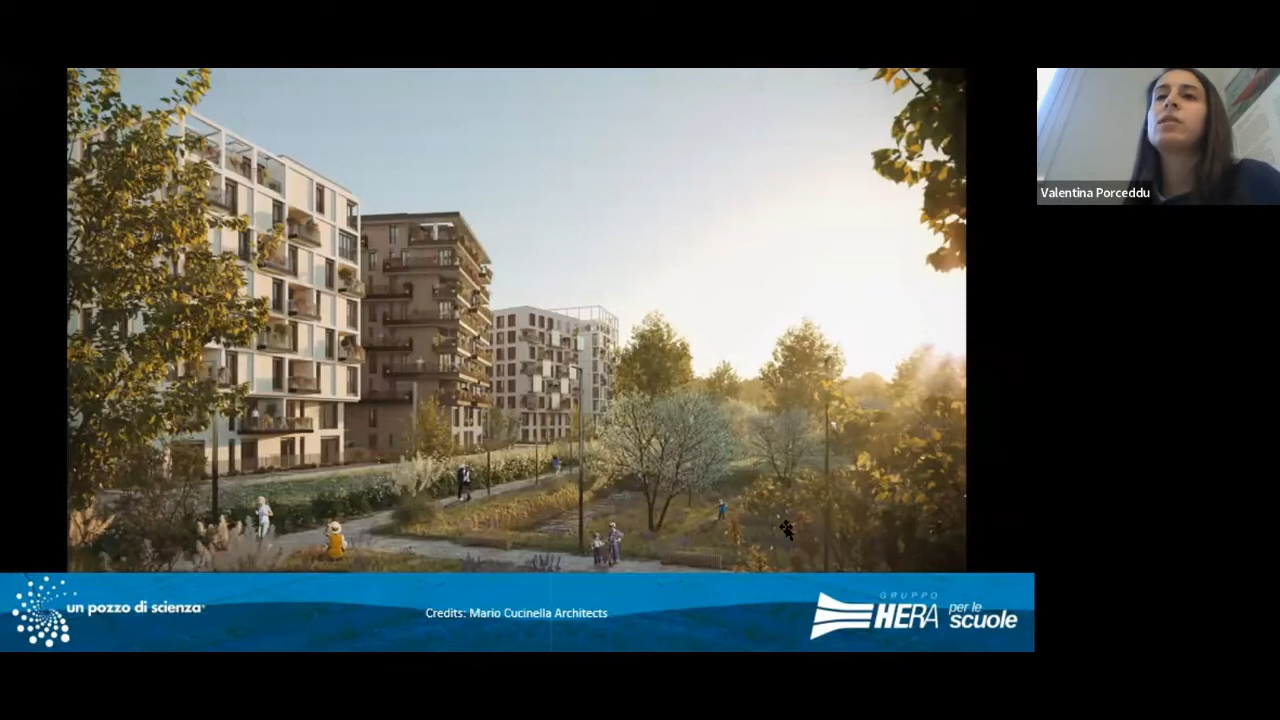 Valentina Porceddu
un pozzo di scienza
Credits: Mario Cucinella Architects
GRUPPO
HERA
per le
scuole